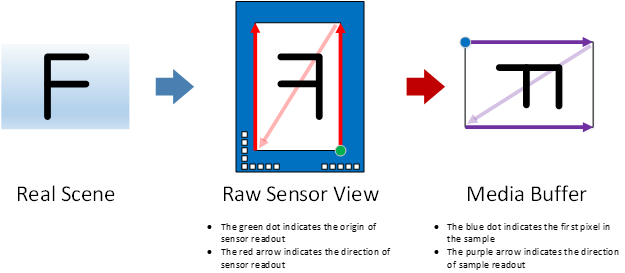 F
Real Scene
Raw Sensor View
Media Buffer
• The green dot indicates the origin of
sensor readout
• The red arrow indicates the direction of
sensor readout
• The blue dot indicates the first pixel in
the sample
• The purple arrow indicates the direction
of sample readout